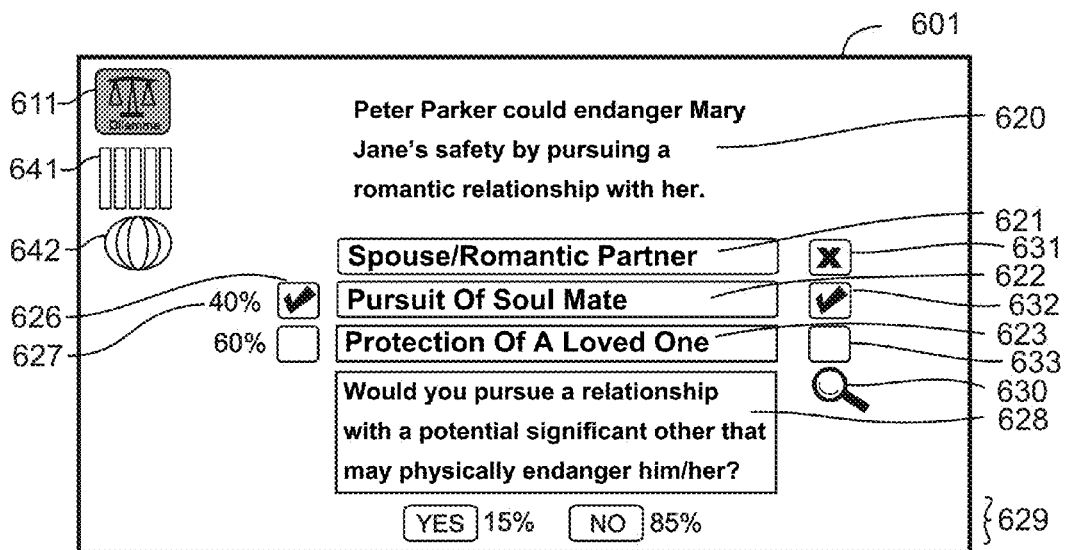 601
611
Dilemma
Peter Parker could endanger Mary
620
641
Jane's safety by pursuing a
romantic relationship with her.
642
621
Spouse/Romantic Partner
631
622
626
40%
Pursuit Of Soul Mate
632
627
60%
Protection Of A Loved One
623
633
630
Would you pursue a relationship
628
with a potential significant other that
may physically endanger him/her?
YES 15% NO 85%
629